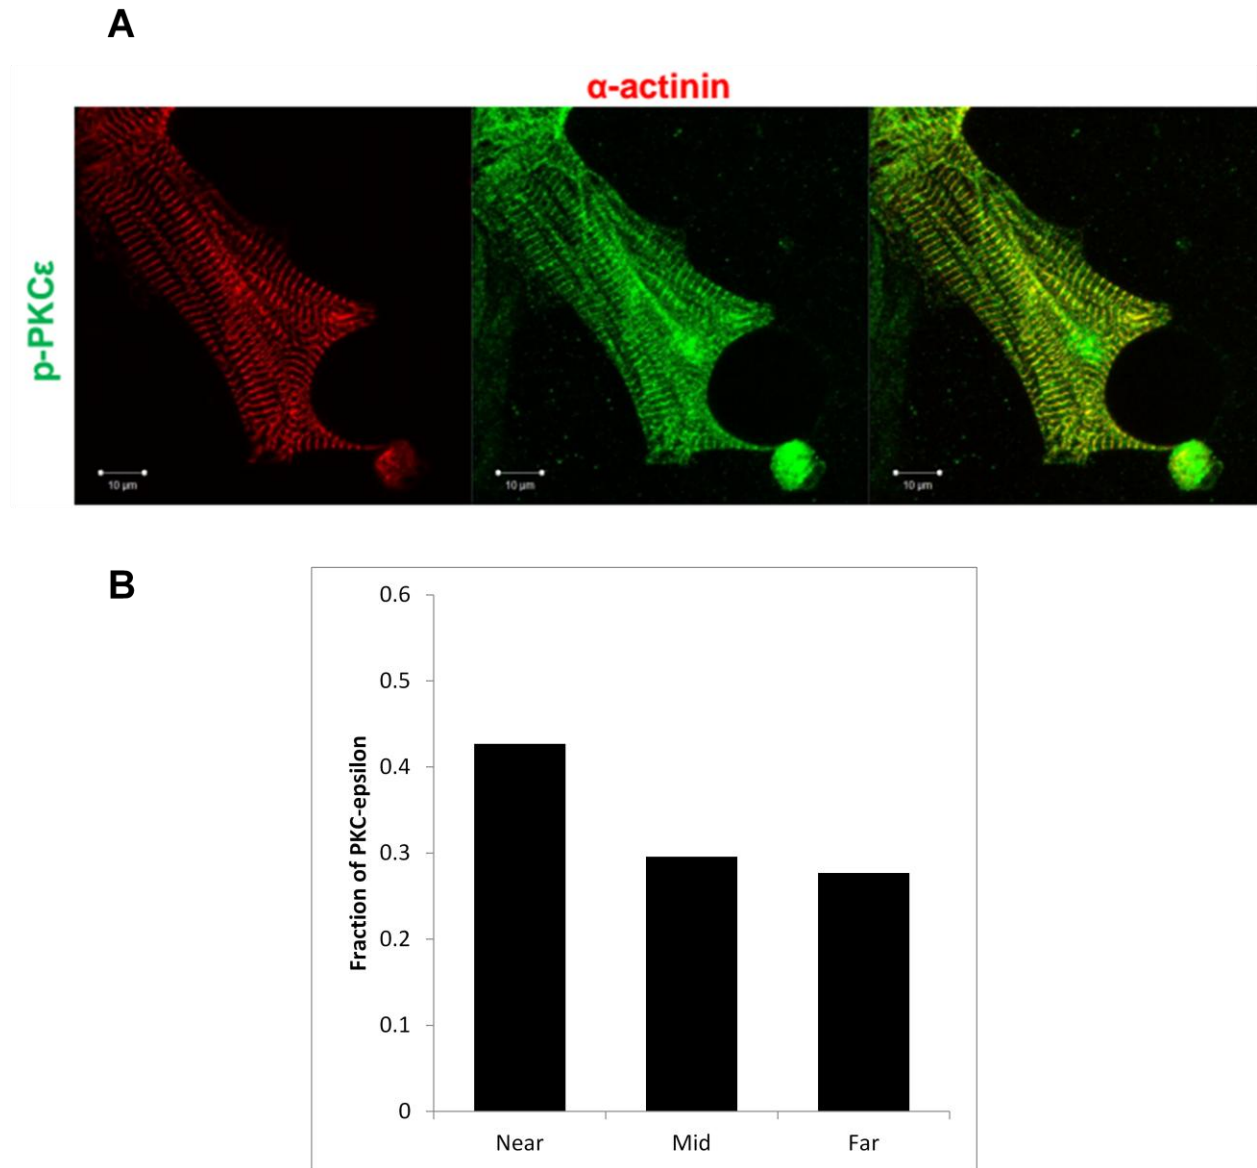 A
α-actinin
p-PKCε
10 µm
10 µm
10 µm
B
0.6
0.5
0.4
0.3
0.2
0.1
0
Fraction of PKC-epsilon
Near Mid Far